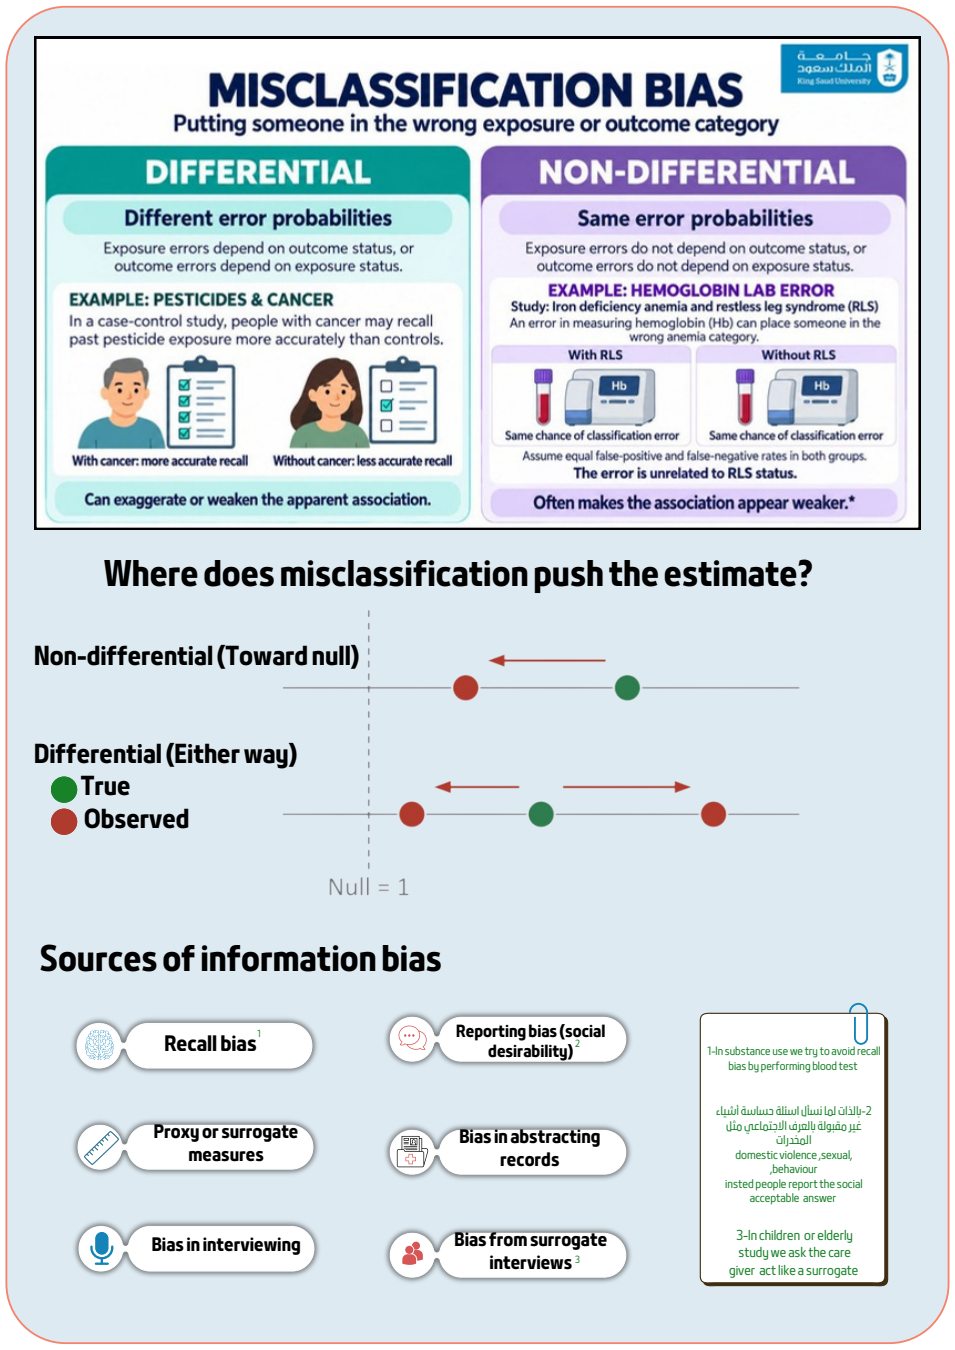 جامعة
الملك سعود
King Saud University
MISCLASSIFICATION BIAS
Putting someone in the wrong exposure or outcome category
DIFFERENTIAL
Different error probabilities
Exposure errors depend on outcome status, or
outcome errors depend on exposure status.
EXAMPLE: PESTICIDES & CANCER
In a case-control study, people with cancer may recall
past pesticide exposure more accurately than controls.
With cancer: more accurate recall
Without cancer: less accurate recall
Can exaggerate or weaken the apparent association.
NON-DIFFERENTIAL
Same error probabilities
Exposure errors do not depend on outcome status, or
outcome errors do not depend on exposure status.
EXAMPLE: HEMOGLOBIN LAB ERROR
Study: Iron deficiency anemia and restless leg syndrome (RLS)
An error in measuring hemoglobin (Hb) can place someone in the
wrong anemia category.
With RLS
Hb
Same chance of classification error
Without RLS
Hb
Same chance of classification error
Assume equal false-positive and false-negative rates in both groups.
The error is unrelated to RLS status.
Often makes the association appear weaker.*
Where does misclassification push the estimate?
Non-differential (Toward null)
Differential (Either way)
True
Observed
Null = 1
Sources of information bias
Recall bias 1
Reporting bias (social
desirability) 2
Proxy or surrogate
measures
Bias in abstracting
records
Bias in interviewing
Bias from surrogate
interviews 3
1-In substance use we try to avoid recall
bias by performing blood test
2-بالذات لما نسأل اسئلة حساسة أشياء
غير مقبولة بالعرف الاجتماعي مثل
المخدرات
domestic violence ,sexual,
,behaviour
insted people report the social
acceptable answer
3-In children or elderly
study we ask the care
giver act like a surrogate